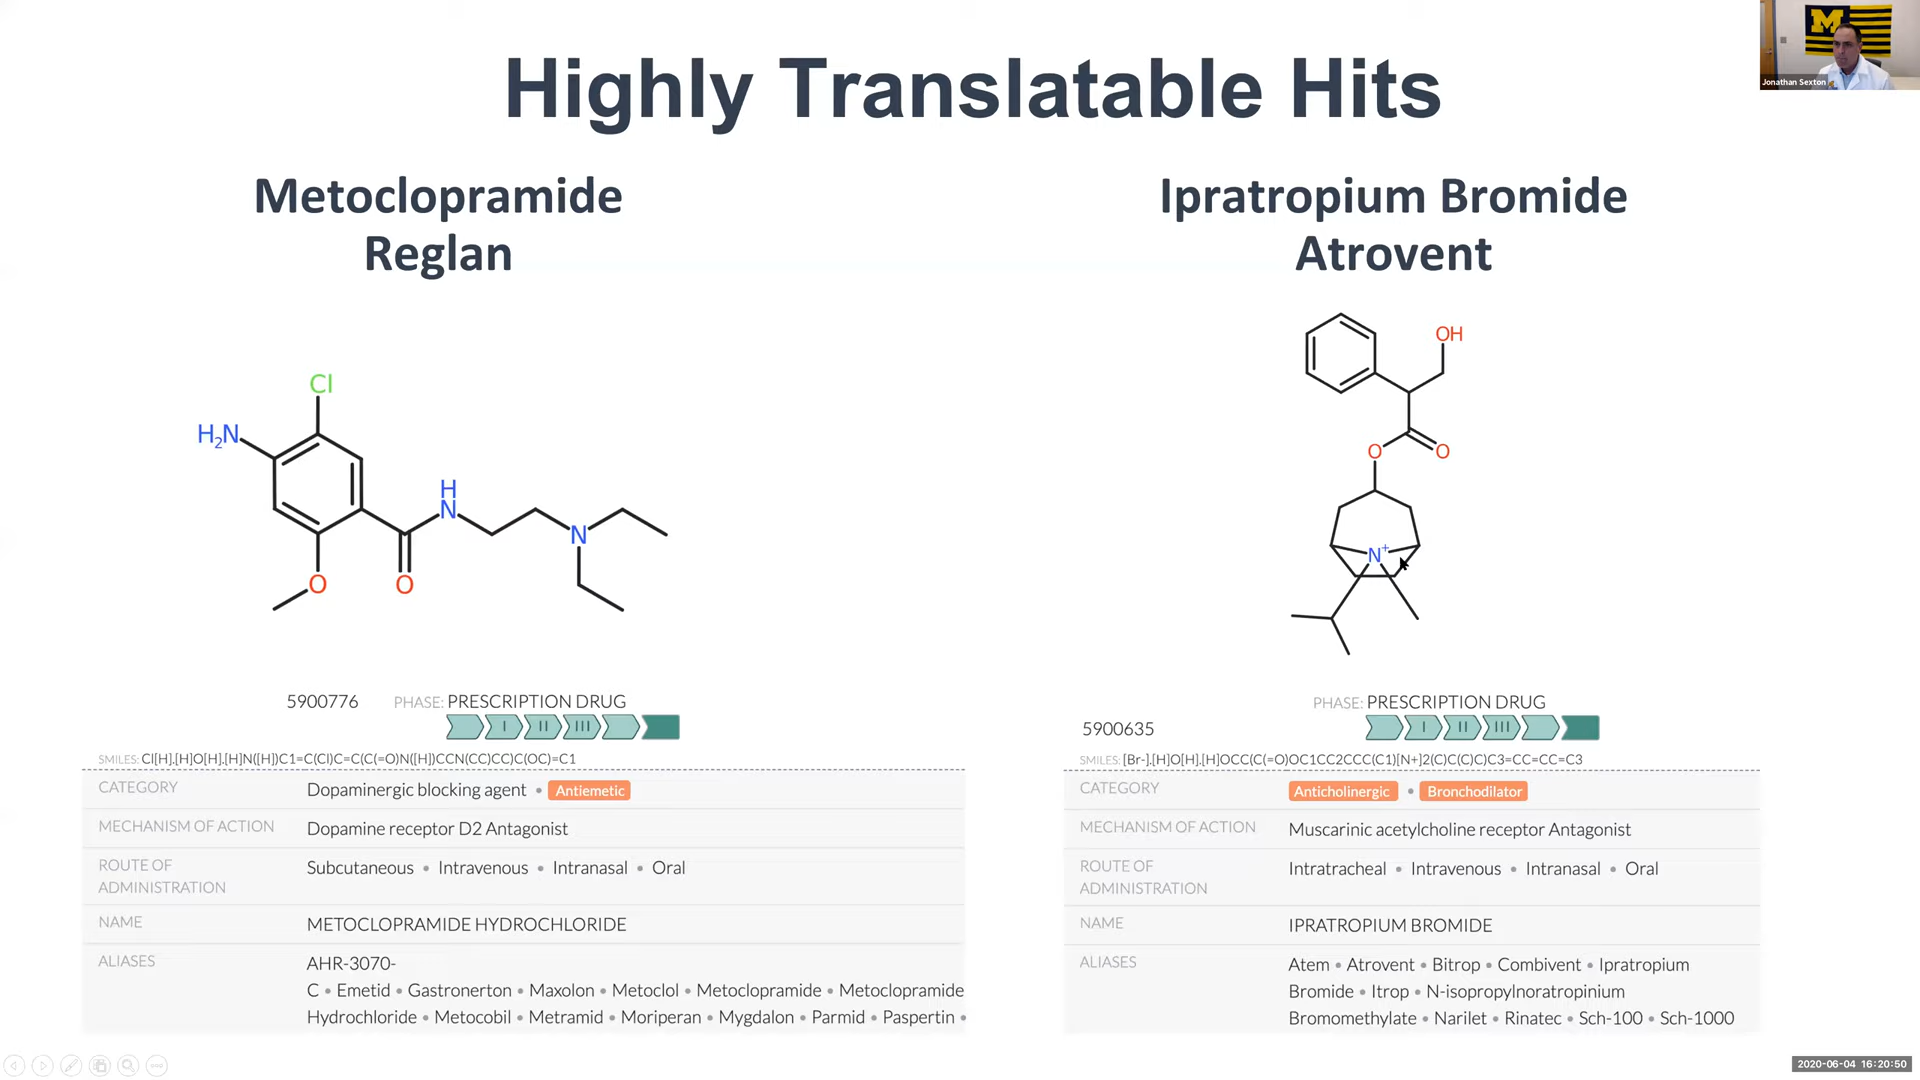 Highly Translatable Hits
M
Jonathan Sexton
Metoclopramide
Reglan
Cl
H2N
H
N
N
O
O
5900776
PHASE: PRESCRIPTION DRUG
I II III
SMILES: Cl[H].[H]O[H].[H]N([H])C1=C(Cl)C=C(C(=O)N([H])CCN(CC)CC)C(OC)=C1
CATEGORY Dopaminergic blocking agent • Antiemetic
MECHANISM OF ACTION Dopamine receptor D2 Antagonist
ROUTE OF
ADMINISTRATION
Subcutaneous • Intravenous • Intranasal • Oral
NAME METOCLOPRAMIDE HYDROCHLORIDE
ALIASES AHR-3070-
C • Emetid • Gastronerton • Maxolon • Metoclol • Metoclopramide • Metoclopramide
Hydrochloride • Metocobil • Metramid • Moriperan • Mygdalon • Parmid • Paspertin •
Ipratropium Bromide
Atrovent
OH
O
O
N+
PHASE: PRESCRIPTION DRUG
5900635
I II III
SMILES: [Br-].[H]O[H].[H]OCC(C(=O)OC1CC2CCC(C1)[N+]2(C)C(C)C)C3=CC=CC=C3
CATEGORY Anticholinergic • Bronchodilator
MECHANISM OF ACTION Muscarinic acetylcholine receptor Antagonist
ROUTE OF
ADMINISTRATION
Intratracheal • Intravenous • Intranasal • Oral
NAME IPRATROPIUM BROMIDE
ALIASES Atem • Atrovent • Bitrop • Combivent • Ipratropium
Bromide • Itrop • N-isopropylnoratropinium
Bromomethylate • Narilet • Rinatec • Sch-100 • Sch-1000
2020-06-04 16:20:50